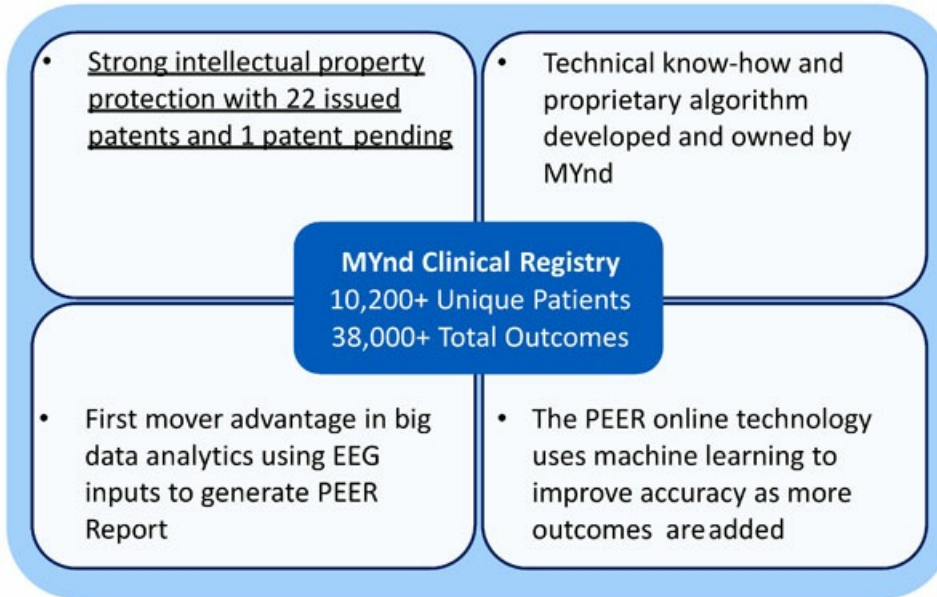 • Strong intellectual property
protection with 22 issued
patents and 1 patent pending
• Technical know-how and
proprietary algorithm
developed and owned by
MYnd
MYnd Clinical Registry
10,200+ Unique Patients
38,000+ Total Outcomes
• First mover advantage in big
data analytics using EEG
inputs to generate PEER
Report
• The PEER online technology
uses machine learning to
improve accuracy as more
outcomes are added